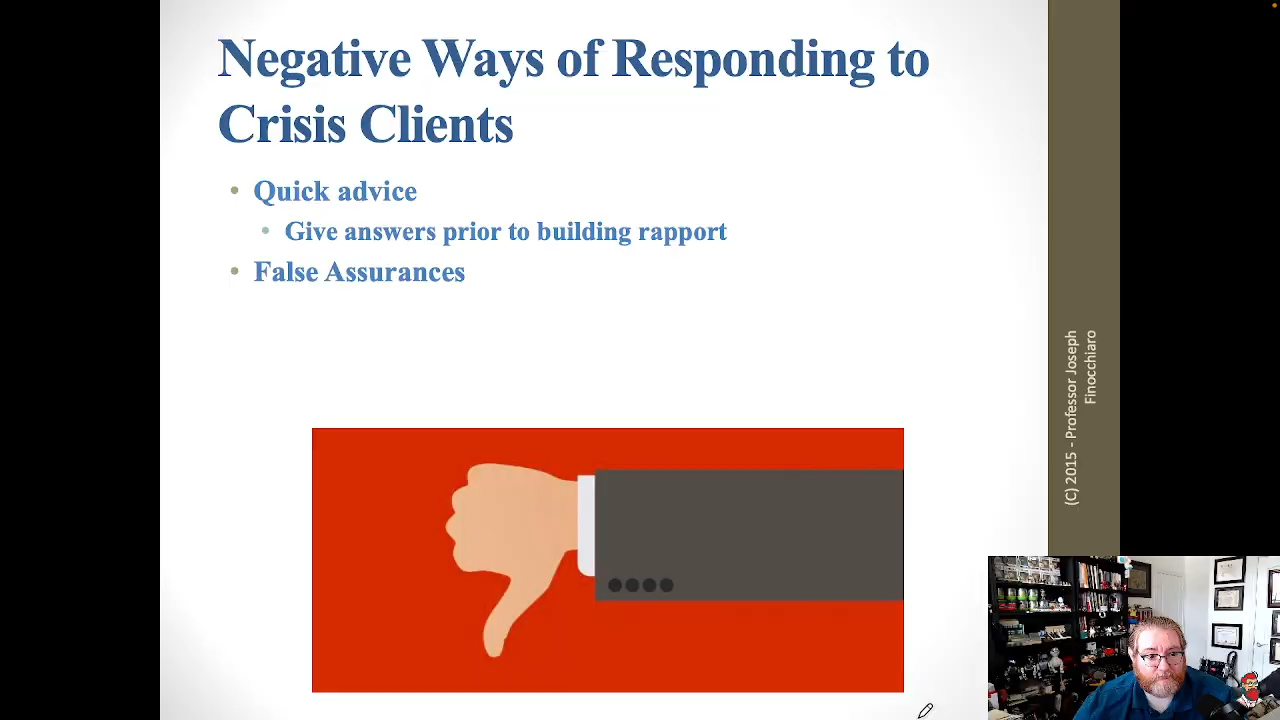 Negative Ways of Responding to
Crisis Clients
• Quick advice
• Give answers prior to building rapport
• False Assurances
(C) 2015 - Professor Joseph
Finocchiaro